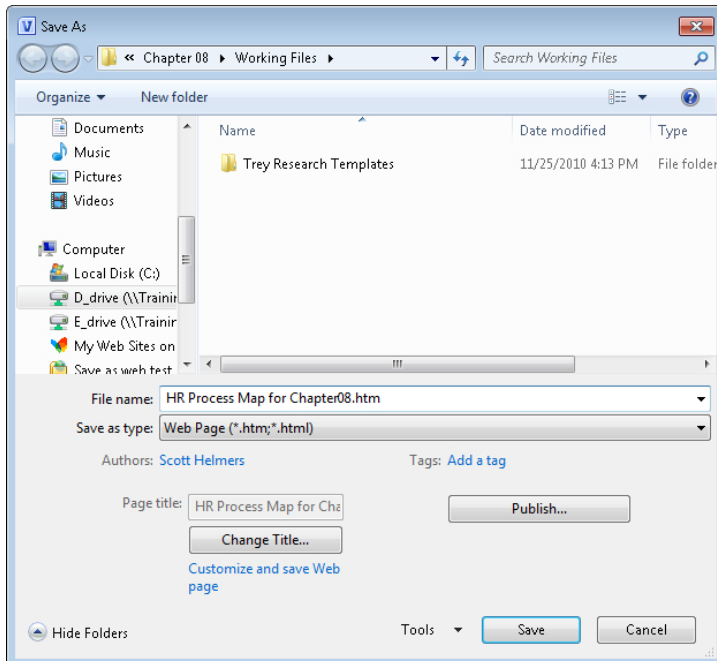 Save As
« Chapter 08 ▸ Working Files ▸
Search Working Files
Organize
New folder
Documents
Music
Pictures
Videos
Computer
Local Disk (C:)
D_drive (\\Trainin
E_drive (\\Trainin
My Web Sites on
Save as web test
Name
Date modified
Type
Trey Research Templates
11/25/2010 4:13 PM
File folder
File name: HR Process Map for Chapter08.htm
Save as type: Web Page (*.htm;*.html)
Authors: Scott Helmers
Tags: Add a tag
Page title: HR Process Map for Cha
Publish...
Change Title...
Customize and save Web
page
Hide Folders
Tools
Save
Cancel